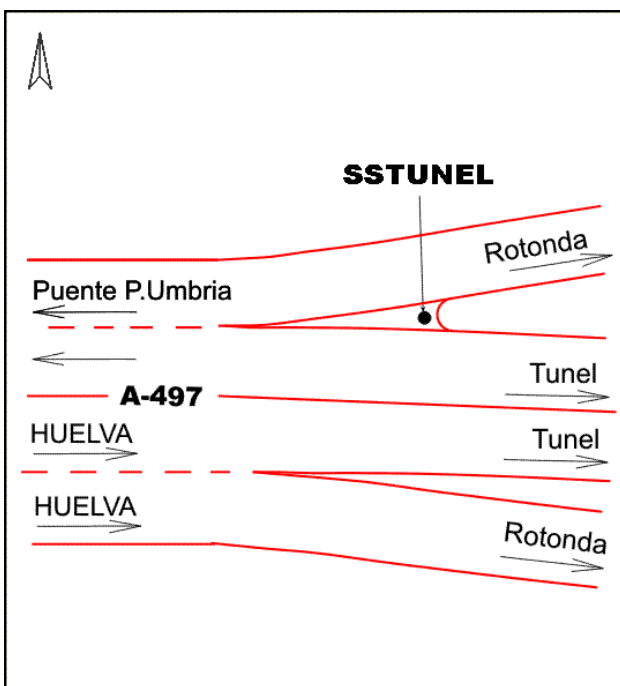 SSTUNEL
Rotonda
Puente P.Umbria
Tunel
A-497
HUELVA
Tunel
HUELVA
Rotonda